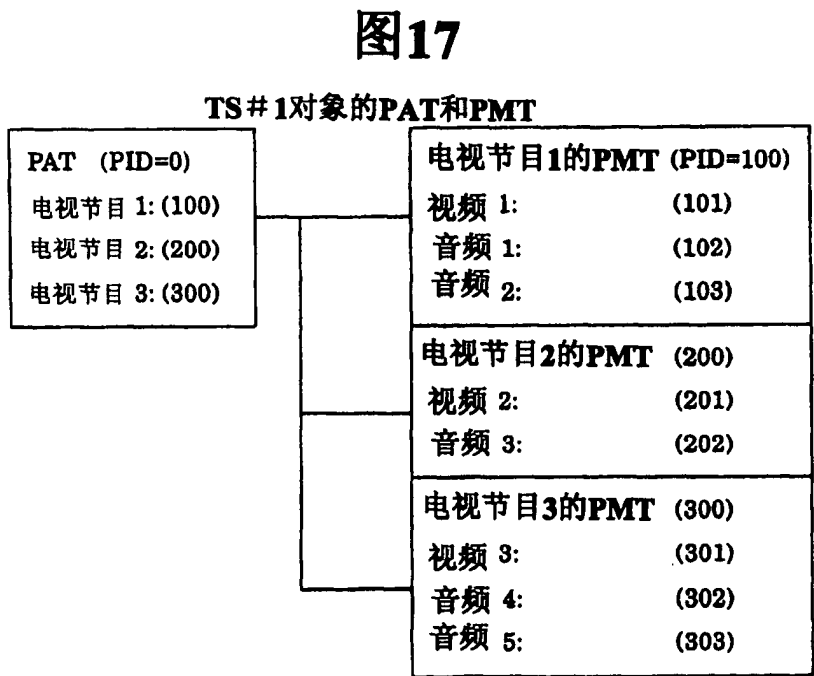 图17
TS#1对象的PAT和PMT
PAT (PID=0)
电视节目 1: (100)
电视节目 2: (200)
电视节目 3: (300)
电视节目1的PMT (PID=100)
视频 1: (101)
音频 1: (102)
音频 2: (103)
电视节目2的PMT (200)
视频 2: (201)
音频 3: (202)
电视节目3的PMT (300)
视频 3: (301)
音频 4: (302)
音频 5: (303)